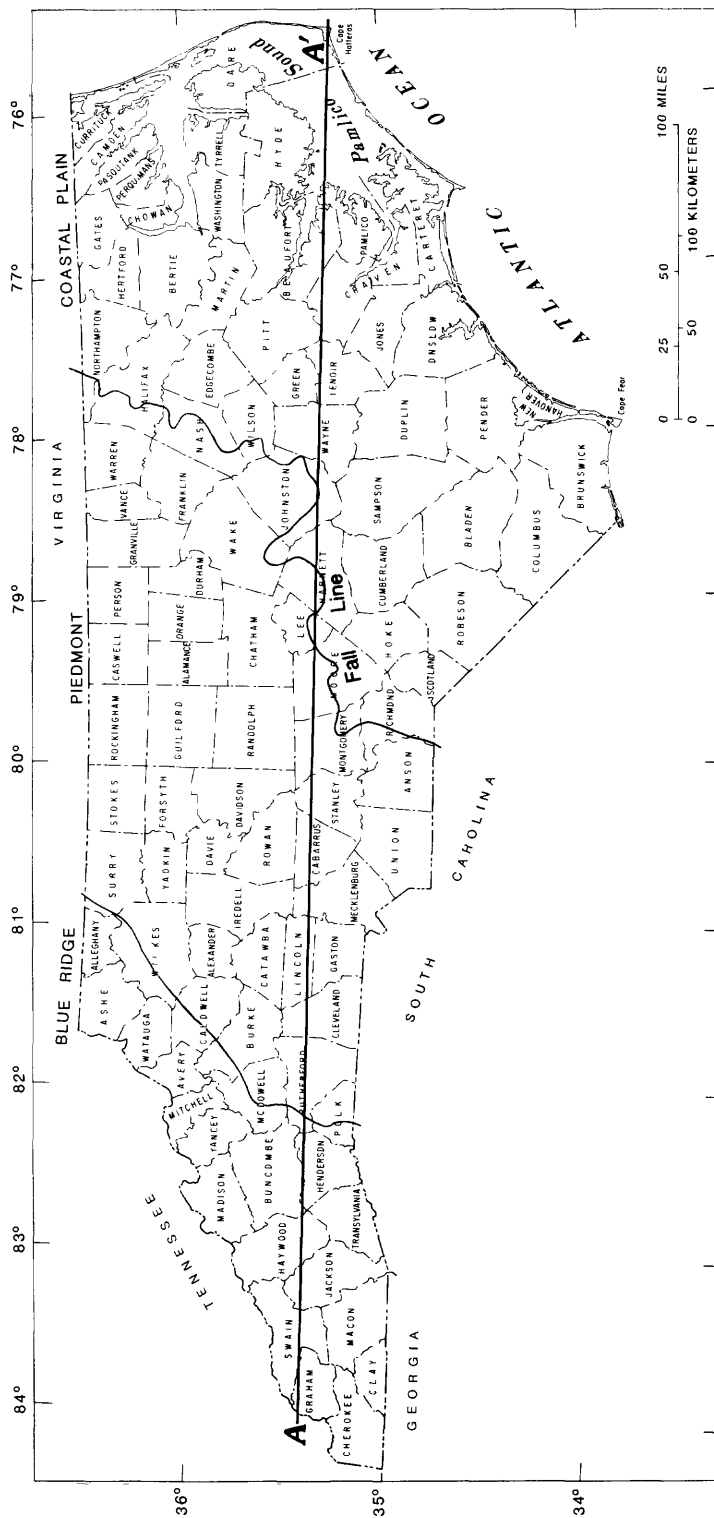 84°
83°
82°
81°
80°
79°
78°
77°
76°
36°
35°
34°
BLUE RIDGE
PIEDMONT
COASTAL PLAIN
VIRGINIA
TENNESSEE
GEORGIA
SOUTH
CAROLINA
ATLANTIC
OCEAN
Pamlico
Sound
Cape
Hatteras
Cape Fear
A
A'
Fall
Line
CHEROKEE
GRAHAM
CLAY
SWAIN
MACON
JACKSON
HAYWOOD
TRANSYLVANIA
MADISON
BUNCOMBE
HENDERSON
YANCEY
MITCHELL
MCDOWELL
POLK
RUTHERFORD
AVERY
WATAUGA
ASHE
ALLEGHANY
CALDWELL
BURKE
CLEVELAND
WILKES
ALEXANDER
CATAWBA
LINCOLN
GASTON
SURRY
YADKIN
IREDELL
DAVIE
ROWAN
MECKLENBURG
CABARRUS
UNION
STOKES
FORSYTH
DAVIDSON
STANLEY
ANSON
ROCKINGHAM
GUILFORD
RANDOLPH
MONTGOMERY
RICHMOND
CASWELL
ALAMANCE
CHATHAM
MOORE
SCOTLAND
PERSON
ORANGE
DURHAM
LEE
HOKE
ROBESON
GRANVILLE
WAKE
HARNETT
CUMBERLAND
BLADEN
COLUMBUS
VANCE
WARREN
FRANKLIN
JOHNSTON
SAMPSON
BRUNSWICK
NORTHAMPTON
HALIFAX
NASH
WILSON
WAYNE
DUPLIN
PENDER
NEW
HANOVER
EDGECOMBE
GREEN
LENOIR
JONES
ONSLOW
GATES
HERTFORD
BERTIE
MARTIN
PITT
BEAUFORT
CRAVEN
PAMLICO
CARTERET
CURRITUCK
CAMDEN
PASQUOTANK
PERQUIMANS
CHOWAN
WASHINGTON
TYRRELL
DARE
HYDE
0 25 50 100 MILES
0 50 100 KILOMETERS